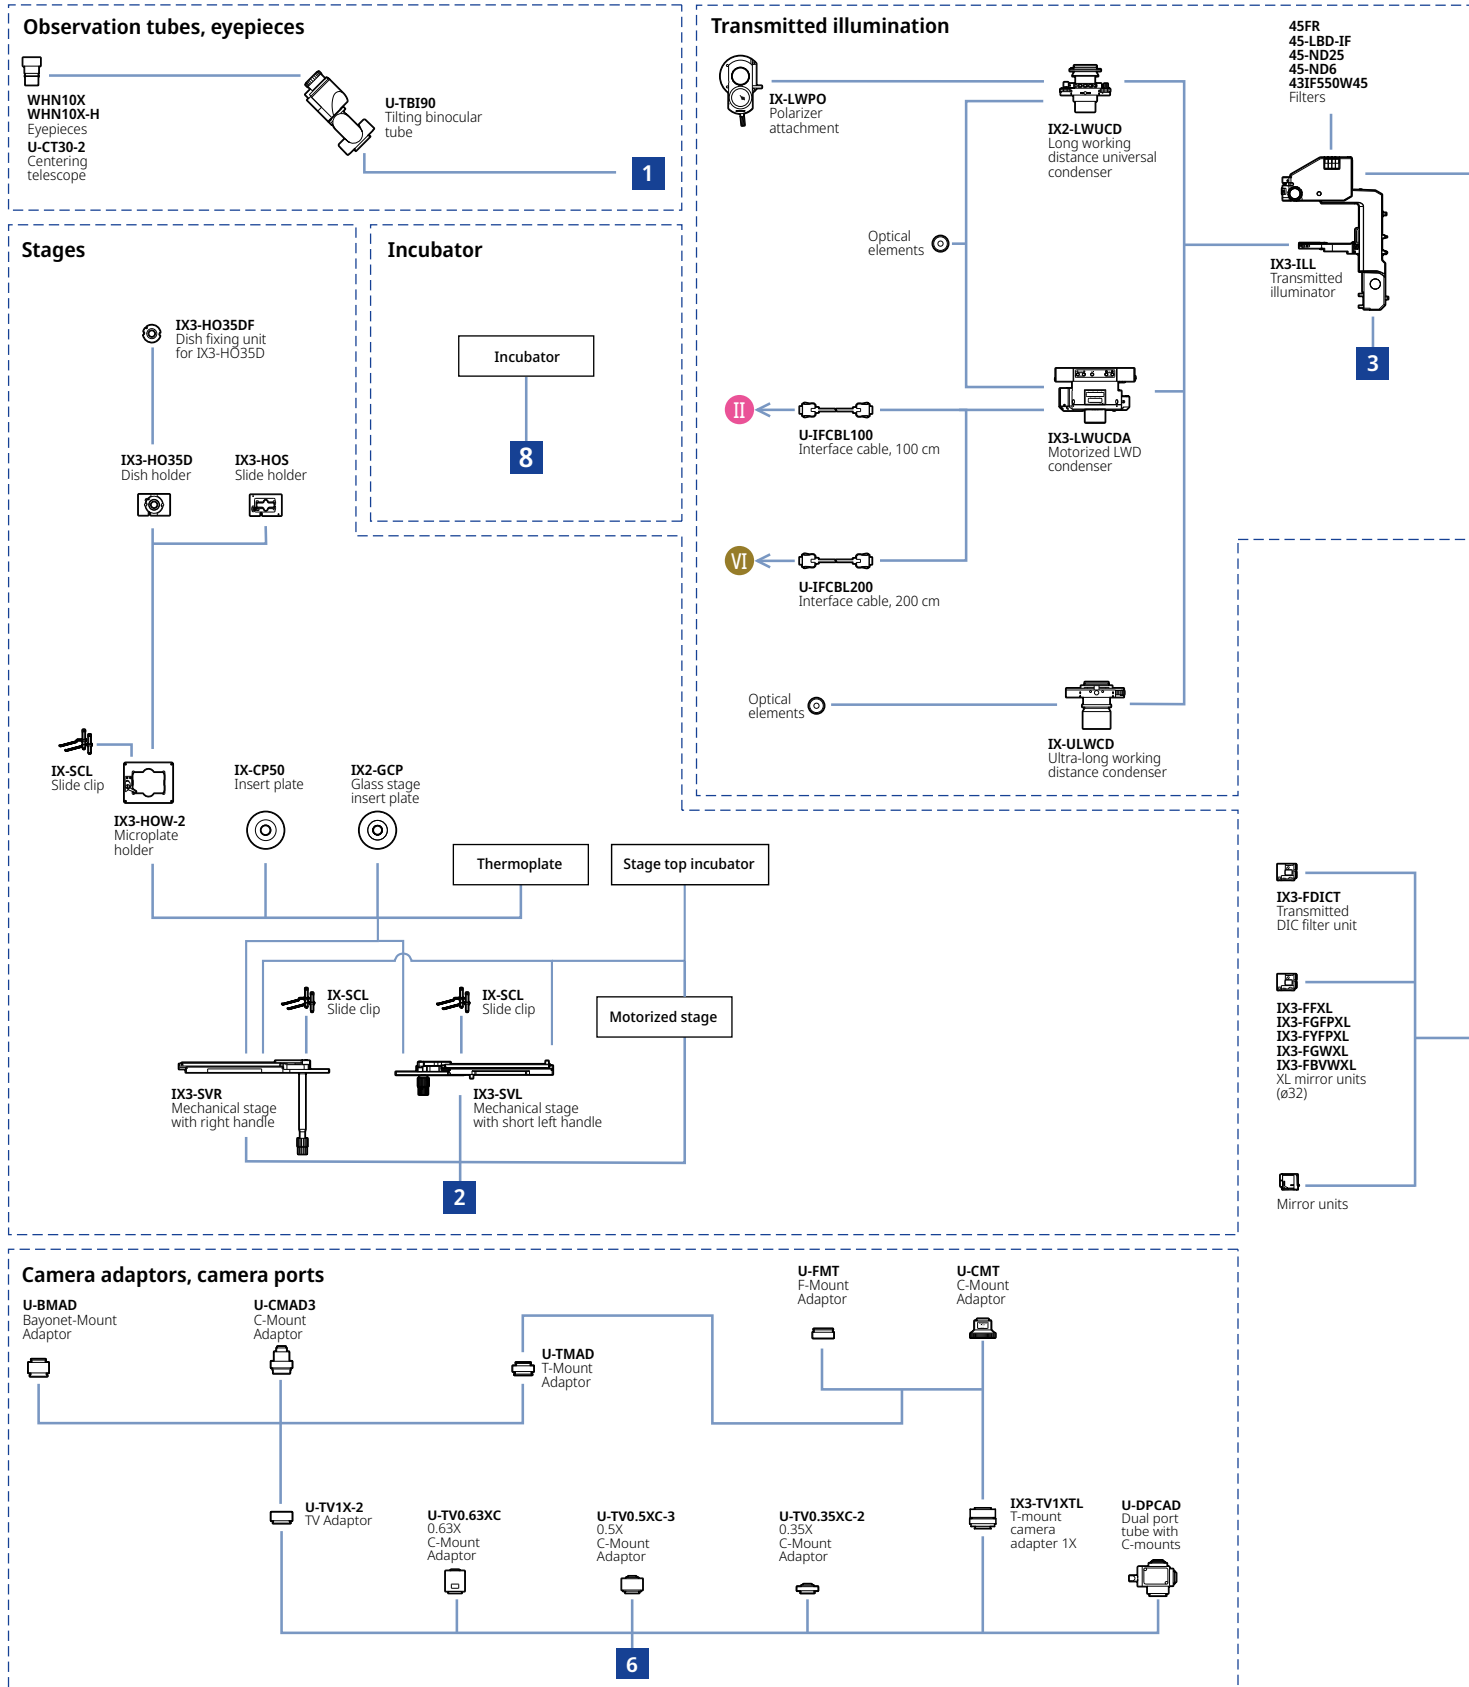 Observation tubes, eyepieces
WHN10X
WHN10X-H
Eyepieces
U-CT30-2
Centering
telescope
U-TBI90
Tilting binocular
tube
1
Transmitted illumination
IX-LWPO
Polarizer
attachment
IX2-LWUCD
Long working
distance universal
condenser
45FR
45-LBD-IF
45-ND25
45-ND6
43IF550W45
Filters
Optical
elements
IX3-ILL
Transmitted
illuminator
3
II
U-IFCBL100
Interface cable, 100 cm
IX3-LWUCDA
Motorized LWD
condenser
VI
U-IFCBL200
Interface cable, 200 cm
Optical
elements
IX-ULWCD
Ultra-long working
distance condenser
Stages
IX3-HO35DF
Dish fixing unit
for IX3-HO35D
IX3-HO35D
Dish holder
IX3-HOS
Slide holder
IX-SCL
Slide clip
IX3-HOW-2
Microplate
holder
IX-CP50
Insert plate
IX2-GCP
Glass stage
insert plate
Thermoplate
Stage top incubator
IX-SCL
Slide clip
IX-SCL
Slide clip
Motorized stage
IX3-SVR
Mechanical stage
with right handle
IX3-SVL
Mechanical stage
with short left handle
2
Incubator
Incubator
8
IX3-FDICT
Transmitted
DIC filter unit
IX3-FFXL
IX3-FGFPXL
IX3-FYFPXL
IX3-FGWXL
IX3-FBVWXL
XL mirror units
(ø32)
Mirror units
Camera adaptors, camera ports
U-BMAD
Bayonet-Mount
Adaptor
U-CMAD3
C-Mount
Adaptor
U-TMAD
T-Mount
Adaptor
U-FMT
F-Mount
Adaptor
U-CMT
C-Mount
Adaptor
U-TV1X-2
TV Adaptor
U-TV0.63XC
0.63X
C-Mount
Adaptor
U-TV0.5XC-3
0.5X
C-Mount
Adaptor
U-TV0.35XC-2
0.35X
C-Mount
Adaptor
IX3-TV1XTL
T-mount
camera
adapter 1X
U-DPCAD
Dual port
tube with
C-mounts
6